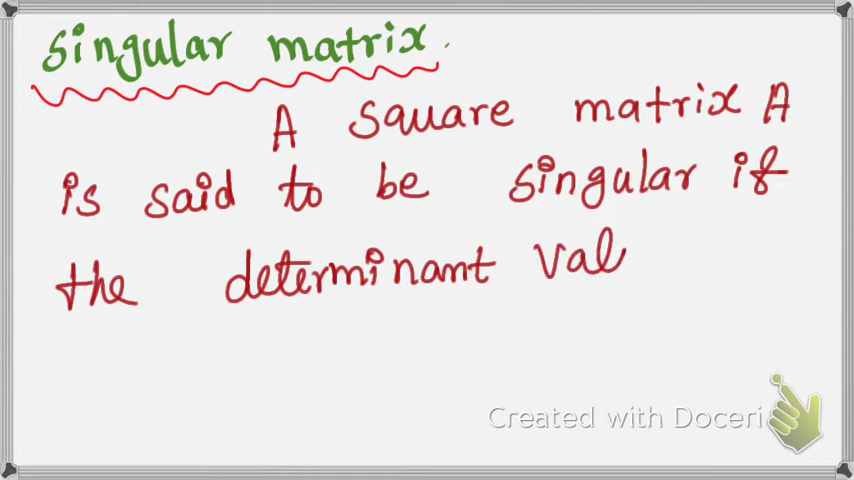 Singular matrix.
A square matrix A
is said to be singular if
the determinant val
Created with Doceri